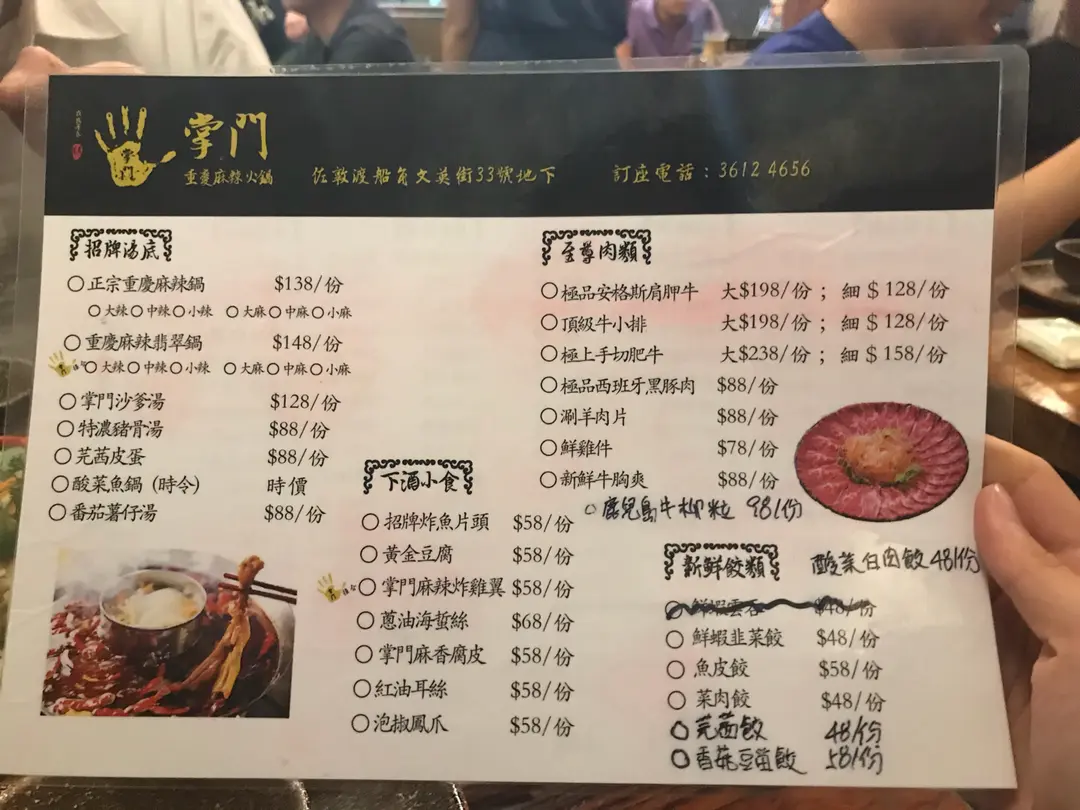 掌門
重慶麻辣火鍋 佐敦渡船角文英街33號地下 訂座電話：3612 4656
招牌湯底
正宗重慶麻辣鍋 $138/份
大辣 中辣 小辣 大麻 中麻 小麻
重慶麻辣翡翠鍋 $148/份
大辣 中辣 小辣 大麻 中麻 小麻
掌門沙爹湯 $128/份
特濃豬骨湯 $88/份
芫茜皮蛋 $88/份
酸菜魚鍋（時令） 時價
番茄薯仔湯 $88/份
下酒小食
招牌炸魚片頭 $58/份
黃金豆腐 $58/份
掌門麻辣炸雞翼 $58/份
蔥油海蜇絲 $68/份
掌門麻香腐皮 $58/份
紅油耳絲 $58/份
泡椒鳳爪 $58/份
至尊肉類
極品安格斯肩胛牛 大$198/份； 細 $ 128/份
頂級牛小排 大$198/份； 細 $ 128/份
極上手切肥牛 大$238/份； 細 $ 158/份
極品西班牙黑豚肉 $88/份
涮羊肉片 $88/份
鮮雞件 $78/份
新鮮牛胸爽 $88/份
鹿兒島牛柳粒 98/份
新鮮餃類 酸菜白肉餃 48/份
鮮蝦雲吞 $48/份
鮮蝦韭菜餃 $48/份
魚皮餃 $58/份
菜肉餃 $48/份
芫茜餃 48/份
香菇豆苗餃 58/份